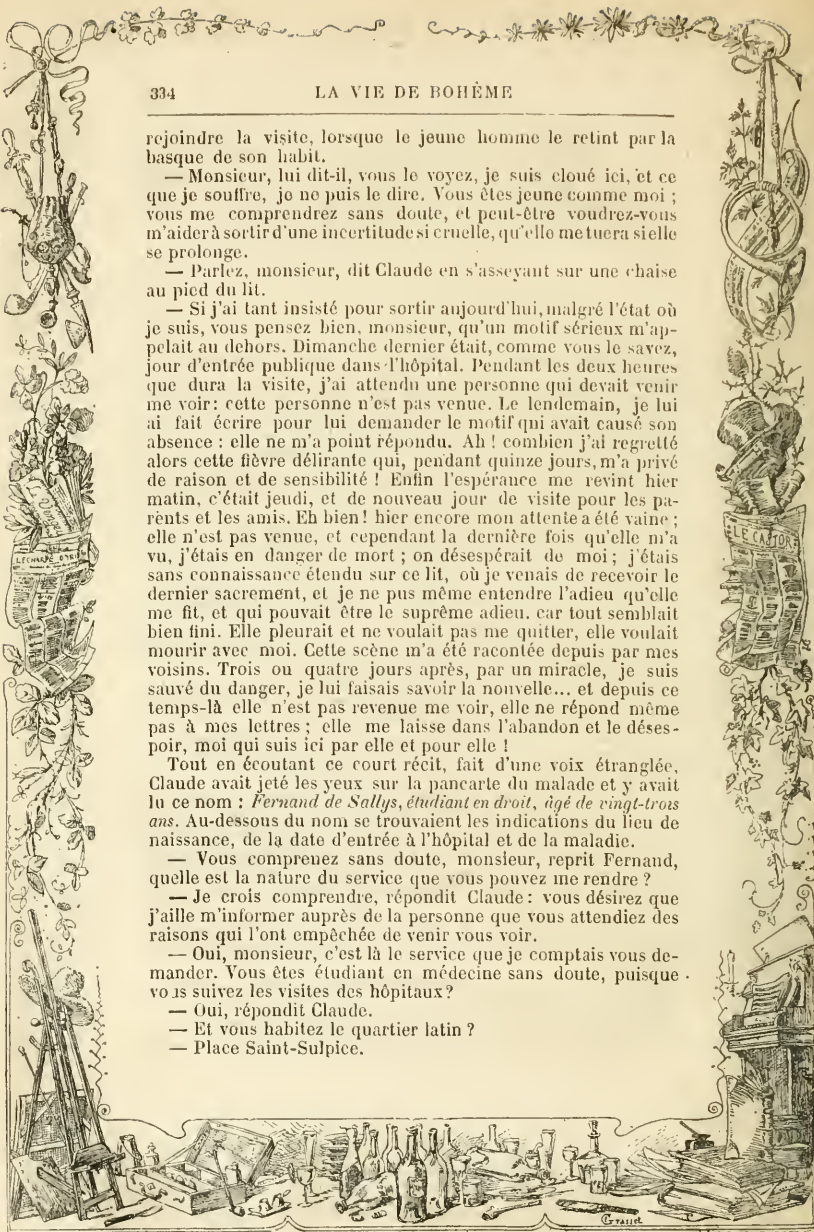 334 LA VIE DE BOHÊME
rejoindre la visite, lorsque le jeune homme le retint par la
basque de son habit.
— Monsieur, lui dit-il, vous le voyez, je suis cloué ici, et ce
que je souffre, je ne puis le dire. Vous êtes jeune comme moi ;
vous me comprendrez sans doute, et peut-être voudrez-vous
m'aider à sortir d'une incertitude si cruelle, qu'elle me tuera si elle
se prolonge.
— Parlez, monsieur, dit Claude en s'asseyant sur une chaise
au pied du lit.
— Si j'ai tant insisté pour sortir aujourd'hui, malgré l'état où
je suis, vous pensez bien, monsieur, qu'un motif sérieux m'ap-
pelait au dehors. Dimanche dernier était, comme vous le savez,
jour d'entrée publique dans l'hôpital. Pendant les deux heures
que dura la visite, j'ai attendu une personne qui devait venir
me voir: cette personne n'est pas venue. Le lendemain, je lui
ai fait écrire pour lui demander le motif qui avait causé son
absence : elle ne m'a point répondu. Ah ! combien j'ai regretté
alors cette fièvre délirante qui, pendant quinze jours, m'a privé
de raison et de sensibilité ! Enfin l'espérance me revint hier
matin, c'était jeudi, et de nouveau jour de visite pour les pa-
rents et les amis. Eh bien! hier encore mon attente a été vaine ;
elle n'est pas venue, et cependant la dernière fois qu'elle m'a
vu, j'étais en danger de mort ; on désespérait de moi ; j'étais
sans connaissance étendu sur ce lit, où je venais de recevoir le
dernier sacrement, et je ne pus même entendre l'adieu qu'elle
me fit, et qui pouvait être le suprême adieu. car tout semblait
bien fini. Elle pleurait et ne voulait pas me quitter, elle voulait
mourir avec moi. Cette scène m'a été racontée depuis par mes
voisins. Trois ou quatre jours après, par un miracle, je suis
sauvé du danger, je lui faisais savoir la nouvelle... et depuis ce
temps-là elle n'est pas revenue me voir, elle ne répond même
pas à mes lettres ; elle me laisse dans l'abandon et le déses-
poir, moi qui suis ici par elle et pour elle !
Tout en écoutant ce court récit, fait d'une voix étranglée,
Claude avait jeté les yeux sur la pancarte du malade et y avait
lu ce nom : Fernand de Sallys, étudiant en droit, âgé de vingt-trois
ans. Au-dessous du nom se trouvaient les indications du lieu de
naissance, de la date d'entrée à l'hôpital et de la maladie.
— Vous comprenez sans doute, monsieur, reprit Fernand,
quelle est la nature du service que vous pouvez me rendre ?
— Je crois comprendre, répondit Claude: vous désirez que
j'aille m'informer auprès de la personne que vous attendiez des
raisons qui l'ont empêchée de venir vous voir.
— Oui, monsieur, c'est là le service que je comptais vous de-
mander. Vous êtes étudiant en médecine sans doute, puisque
vous suivez les visites des hôpitaux?
— Oui, répondit Claude.
— Et vous habitez le quartier latin ?
— Place Saint-Sulpice.
LE CASTOR
Grasset